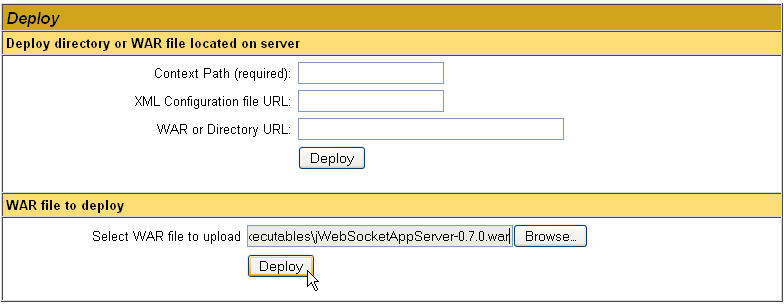 Deploy
Deploy directory or WAR file located on server
Context Path (required):
XML Configuration file URL:
WAR or Directory URL:
Deploy
WAR file to deploy
Select WAR file to upload xecutables\jWebSocketAppServer-0.7.0.war Browse...
Deploy